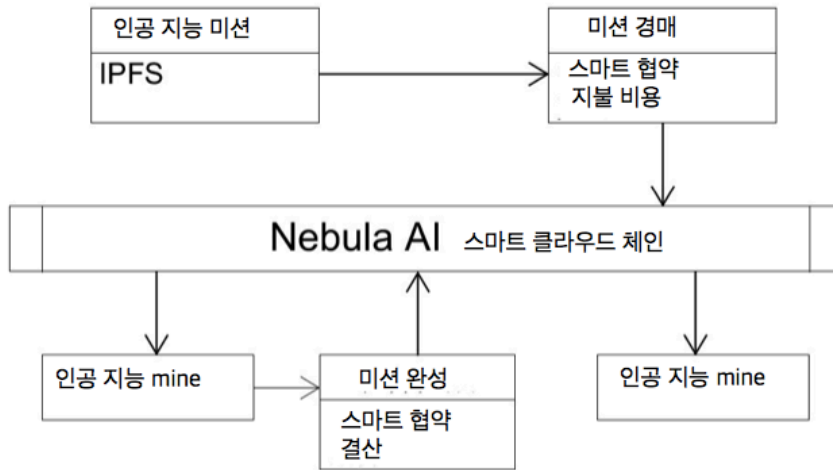 인공 지능 미션
IPFS
미션 경매
스마트 협약
지불 비용
Nebula AI 스마트 클라우드 체인
인공 지능 mine
미션 완성
스마트 협약
결산
인공 지능 mine